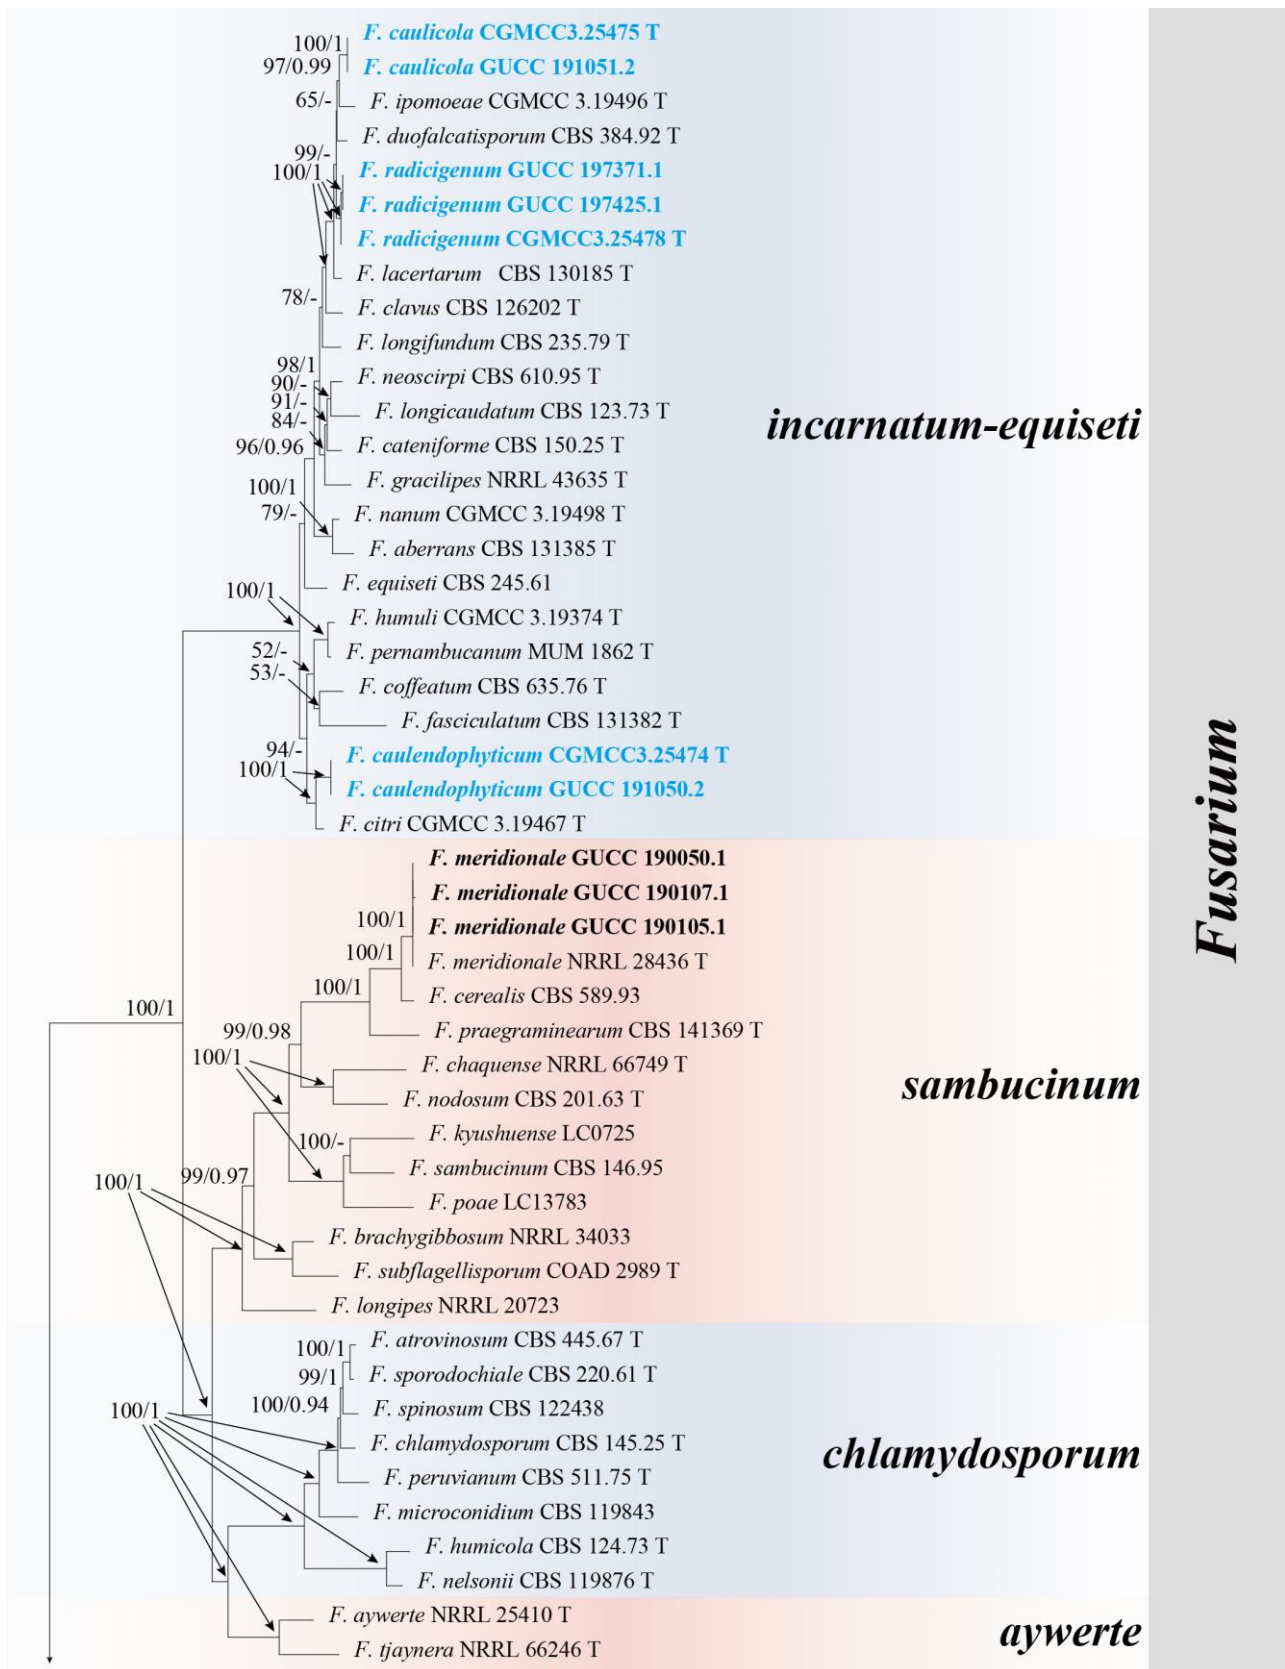 F. caulicola CGMCC3.25475 T
100/1
F. caulicola GUCC 191051.2
97/0.99
F. ipomoeae CGMCC 3.19496 T
65/-
F. duofalcatisporum CBS 384.92 T
99/-
F. radicigenum GUCC 197371.1
100/1
F. radicigenum GUCC 197425.1
F. radicigenum CGMCC3.25478 T
F. lacertarum CBS 130185 T
78/-
F. clavus CBS 126202 T
F. longifundum CBS 235.79 T
98/1
F. neoscirpi CBS 610.95 T
90/-
91/-
F. longicaudatum CBS 123.73 T
84/-
incarnatum-equiseti
96/0.96
F. cateniforme CBS 150.25 T
F. gracilipes NRRL 43635 T
100/1
79/-
F. nanum CGMCC 3.19498 T
F. aberrans CBS 131385 T
F. equiseti CBS 245.61
100/1
F. humuli CGMCC 3.19374 T
52/-
F. pernambucanum MUM 1862 T
53/-
F. coffeatum CBS 635.76 T
F. fasciculatum CBS 131382 T
94/-
F. caulendophyticum CGMCC3.25474 T
100/1
F. caulendophyticum GUCC 191050.2
F. citri CGMCC 3.19467 T
Fusarium
F. meridionale GUCC 190050.1
F. meridionale GUCC 190107.1
100/1
F. meridionale GUCC 190105.1
100/1
F. meridionale NRRL 28436 T
100/1
F. cerealis CBS 589.93
100/1
99/0.98
F. praegraminearum CBS 141369 T
100/1
F. chaquense NRRL 66749 T
sambucinum
F. nodosum CBS 201.63 T
100/-
F. kyushuense LC0725
99/0.97
F. sambucinum CBS 146.95
100/1
F. poae LC13783
F. brachygibbosum NRRL 34033
F. subflagellisporum COAD 2989 T
F. longipes NRRL 20723
100/1
F. atrovinosum CBS 445.67 T
99/1
F. sporodochiale CBS 220.61 T
100/0.94
100/1
F. spinosum CBS 122438
F. chlamydosporum CBS 145.25 T
chlamydosporum
F. peruvianum CBS 511.75 T
F. microconidium CBS 119843
F. humicola CBS 124.73 T
F. nelsonii CBS 119876 T
F. aywerte NRRL 25410 T
aywerte
F. tjaynera NRRL 66246 T